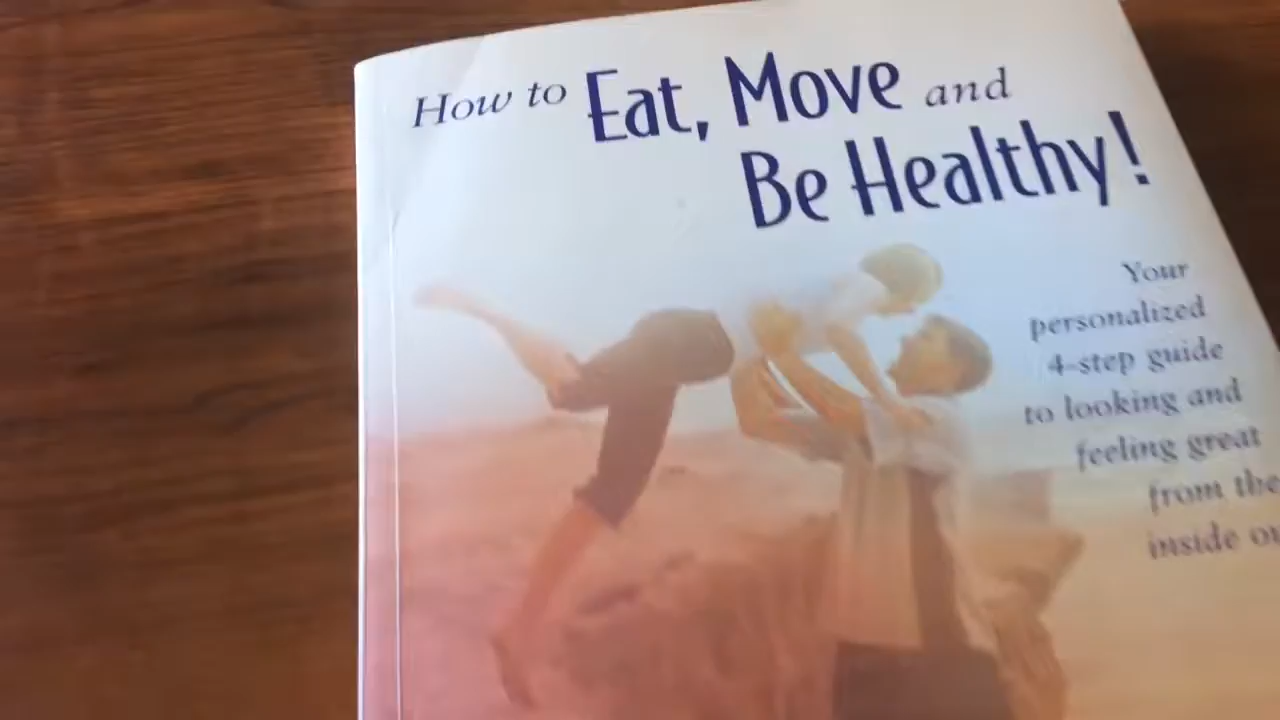 How to Eat, Move and
Be Healthy!
Your
personalized
4-step guide
to looking and
feeling great
from the
inside